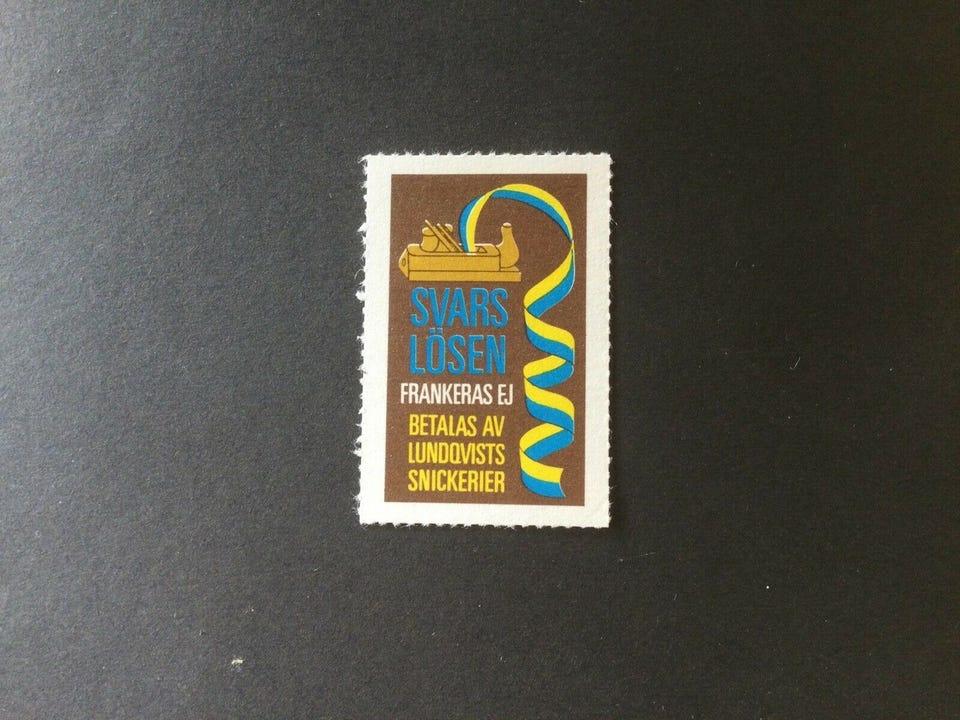 SVARS
LÖSEN
FRANKERAS EJ
BETALAS AV
LUNDQVISTS
SNICKERIER